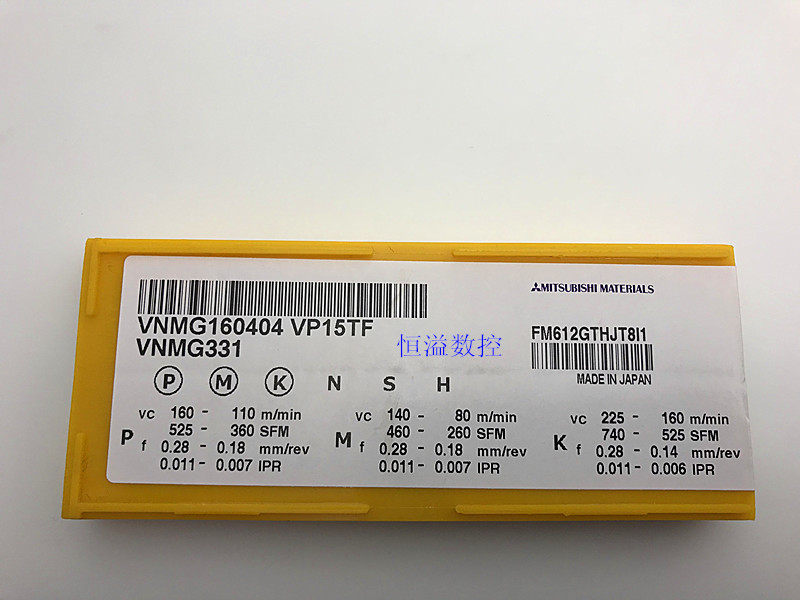 MITSUBISHI MATERIALS
VNMG160404 VP15TF
VNMG331
恒溢数控
FM612GTHJT8I1
MADE IN JAPAN
P M K N S H
P
vc 160 - 110 m/min
525 - 360 SFM
f 0.28 - 0.18 mm/rev
0.011 - 0.007 IPR
M
vc 140 - 80 m/min
460 - 260 SFM
f 0.28 - 0.18 mm/rev
0.011 - 0.007 IPR
K
vc 225 - 160 m/min
740 - 525 SFM
f 0.28 - 0.14 mm/rev
0.011 - 0.006 IPR